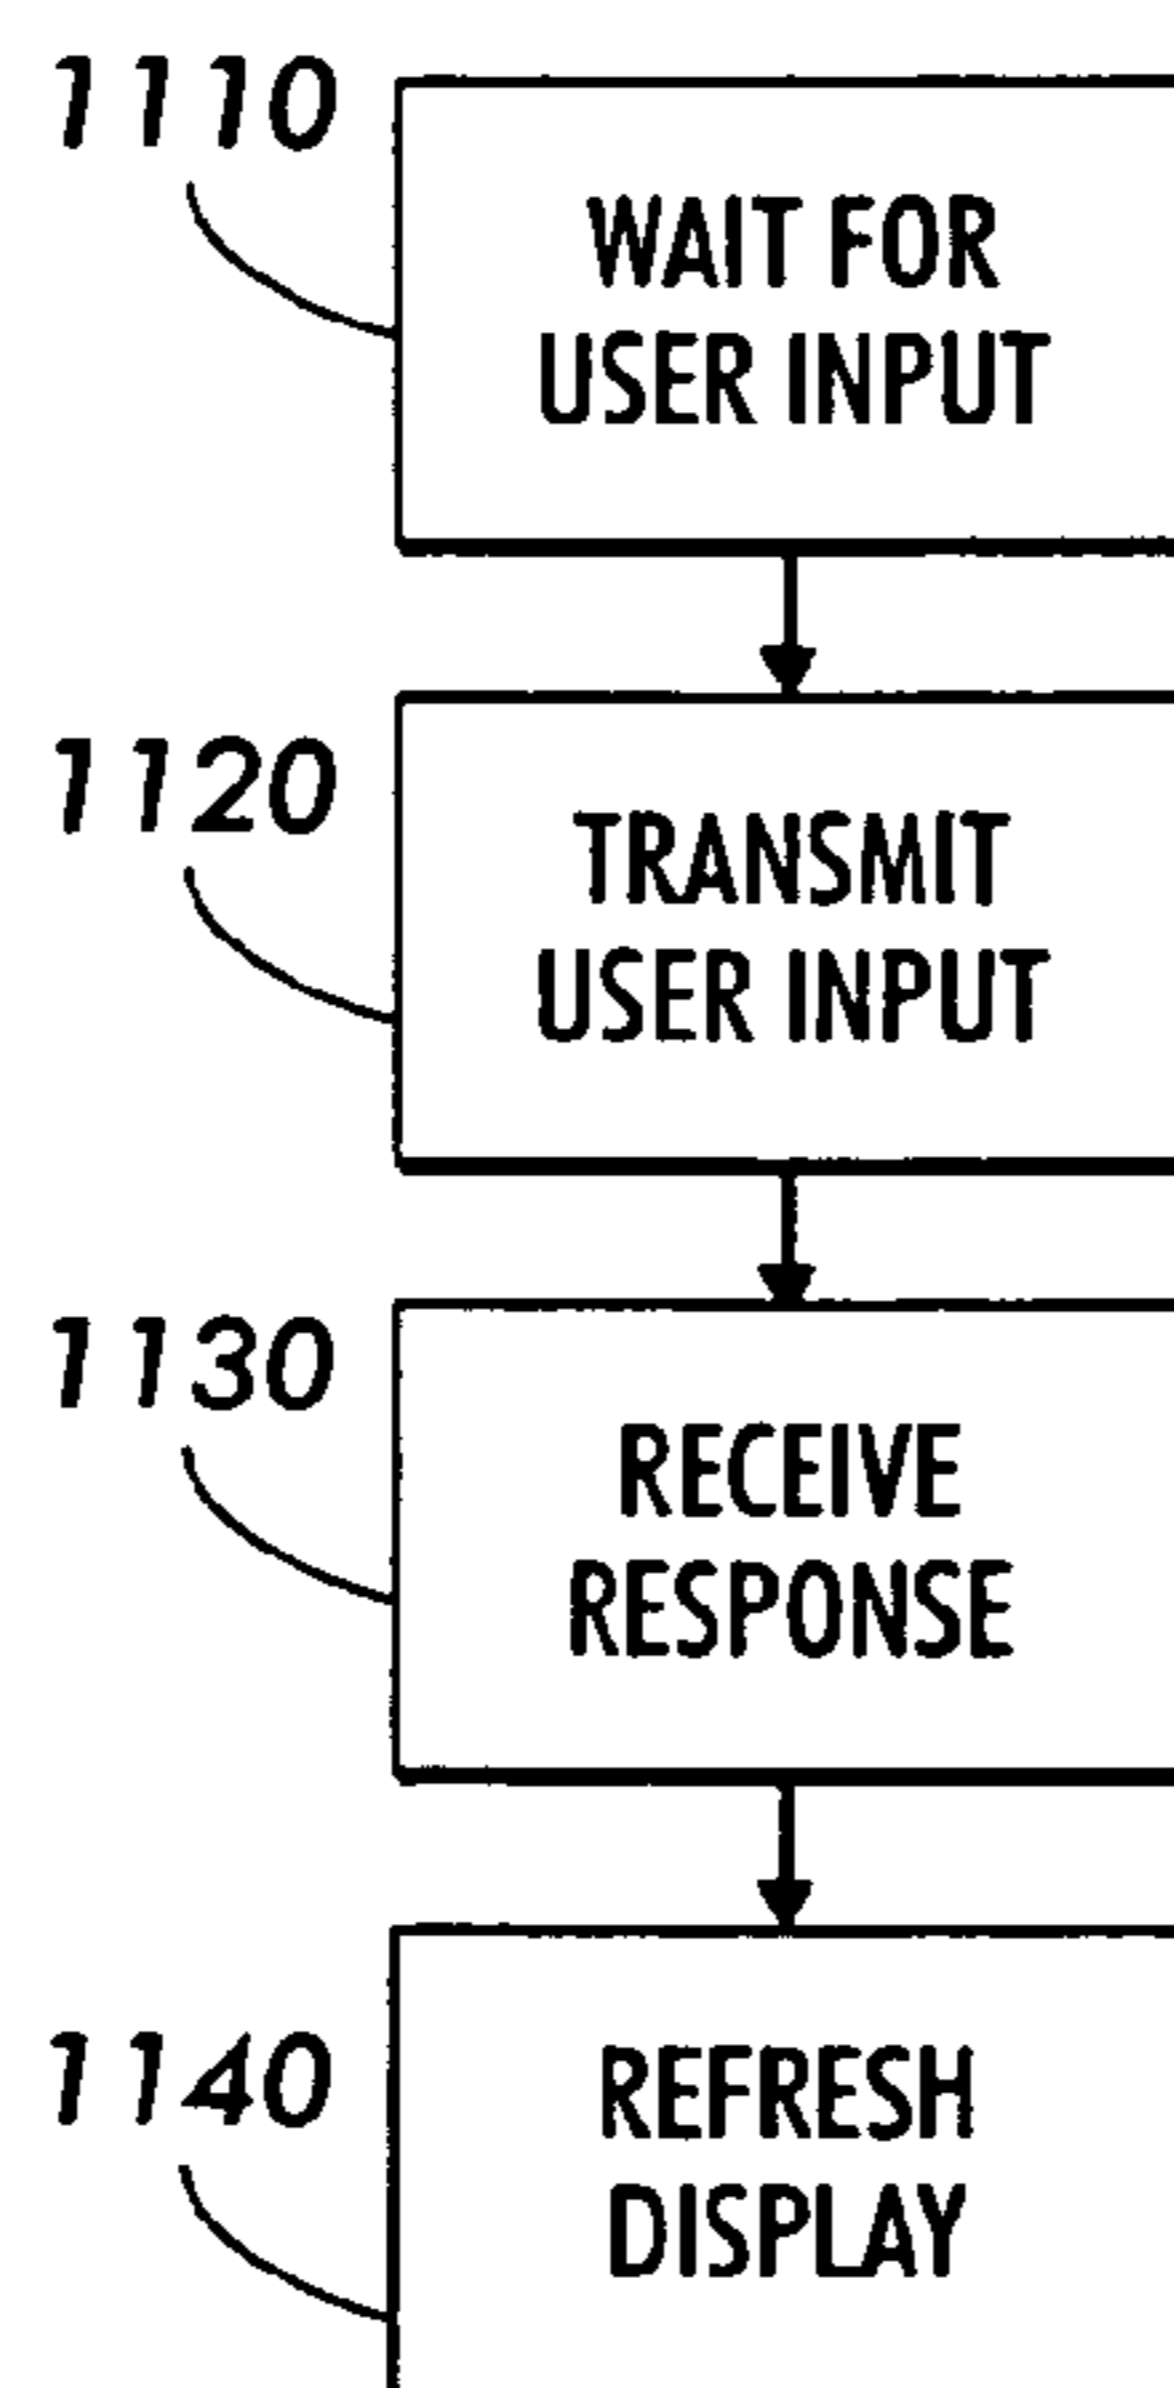 1110
WAIT FOR
USER INPUT
1120
TRANSMIT
USER INPUT
1130
RECEIVE
RESPONSE
1140
REFRESH
DISPLAY